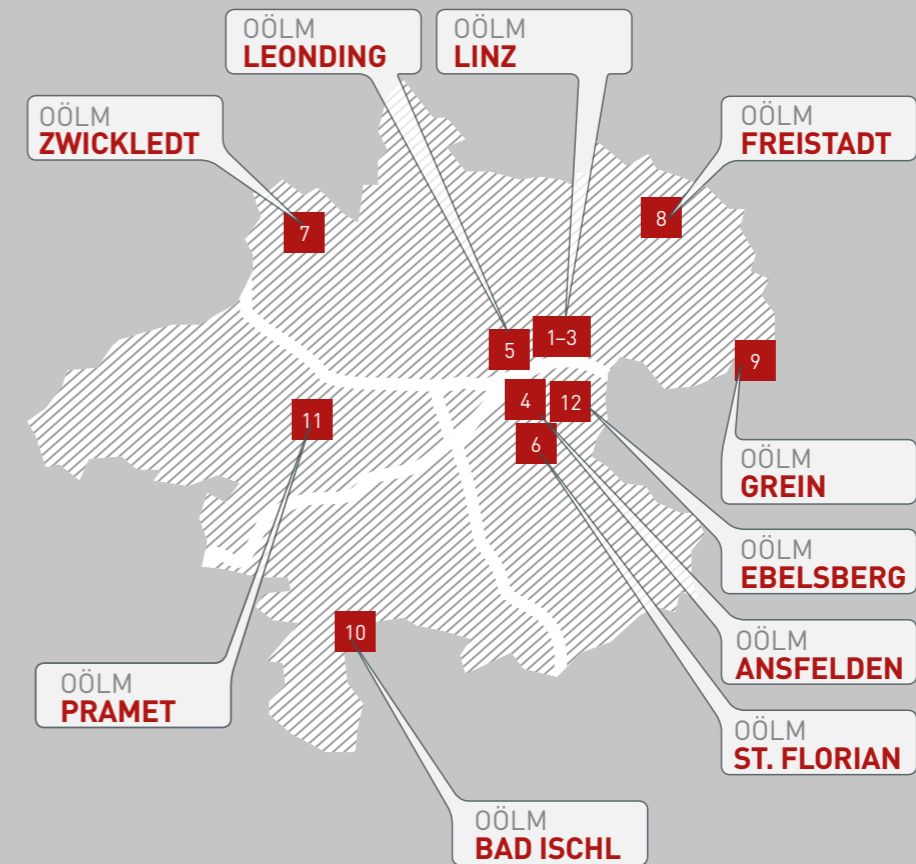 OÖLM
LEONDING
OÖLM
LINZ
OÖLM
ZWICKLEDT
OÖLM
FREISTADT
7
8
5
1–3
9
4
12
11
6
OÖLM
GREIN
OÖLM
EBELSBERG
10
OÖLM
ANSFELDEN
OÖLM
PRAMET
OÖLM
ST. FLORIAN
OÖLM
BAD ISCHL